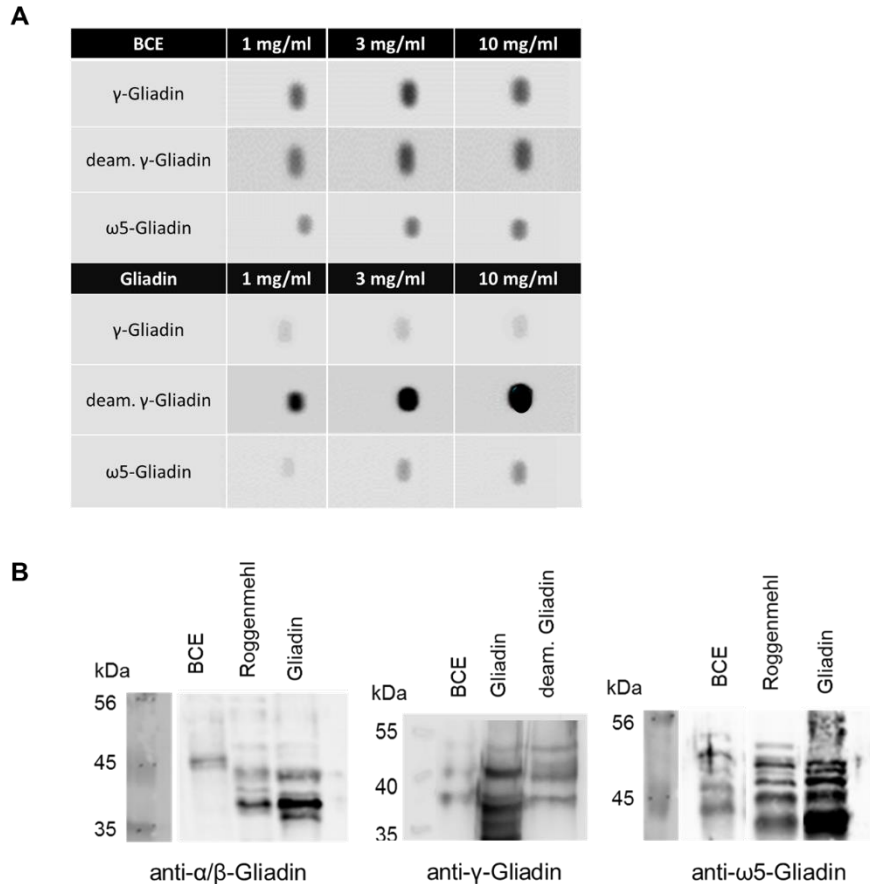 A
BCE 1 mg/ml 3 mg/ml 10 mg/ml
γ-Gliadin
deam. γ-Gliadin
ω5-Gliadin
Gliadin 1 mg/ml 3 mg/ml 10 mg/ml
γ-Gliadin
deam. γ-Gliadin
ω5-Gliadin
B
kDa BCE Roggenmehl Gliadin
56
45
35
anti-α/β-Gliadin
kDa BCE Gliadin deam. Gliadin
55
40
35
anti-γ-Gliadin
kDa BCE Roggenmehl Gliadin
56
45
anti-ω5-Gliadin